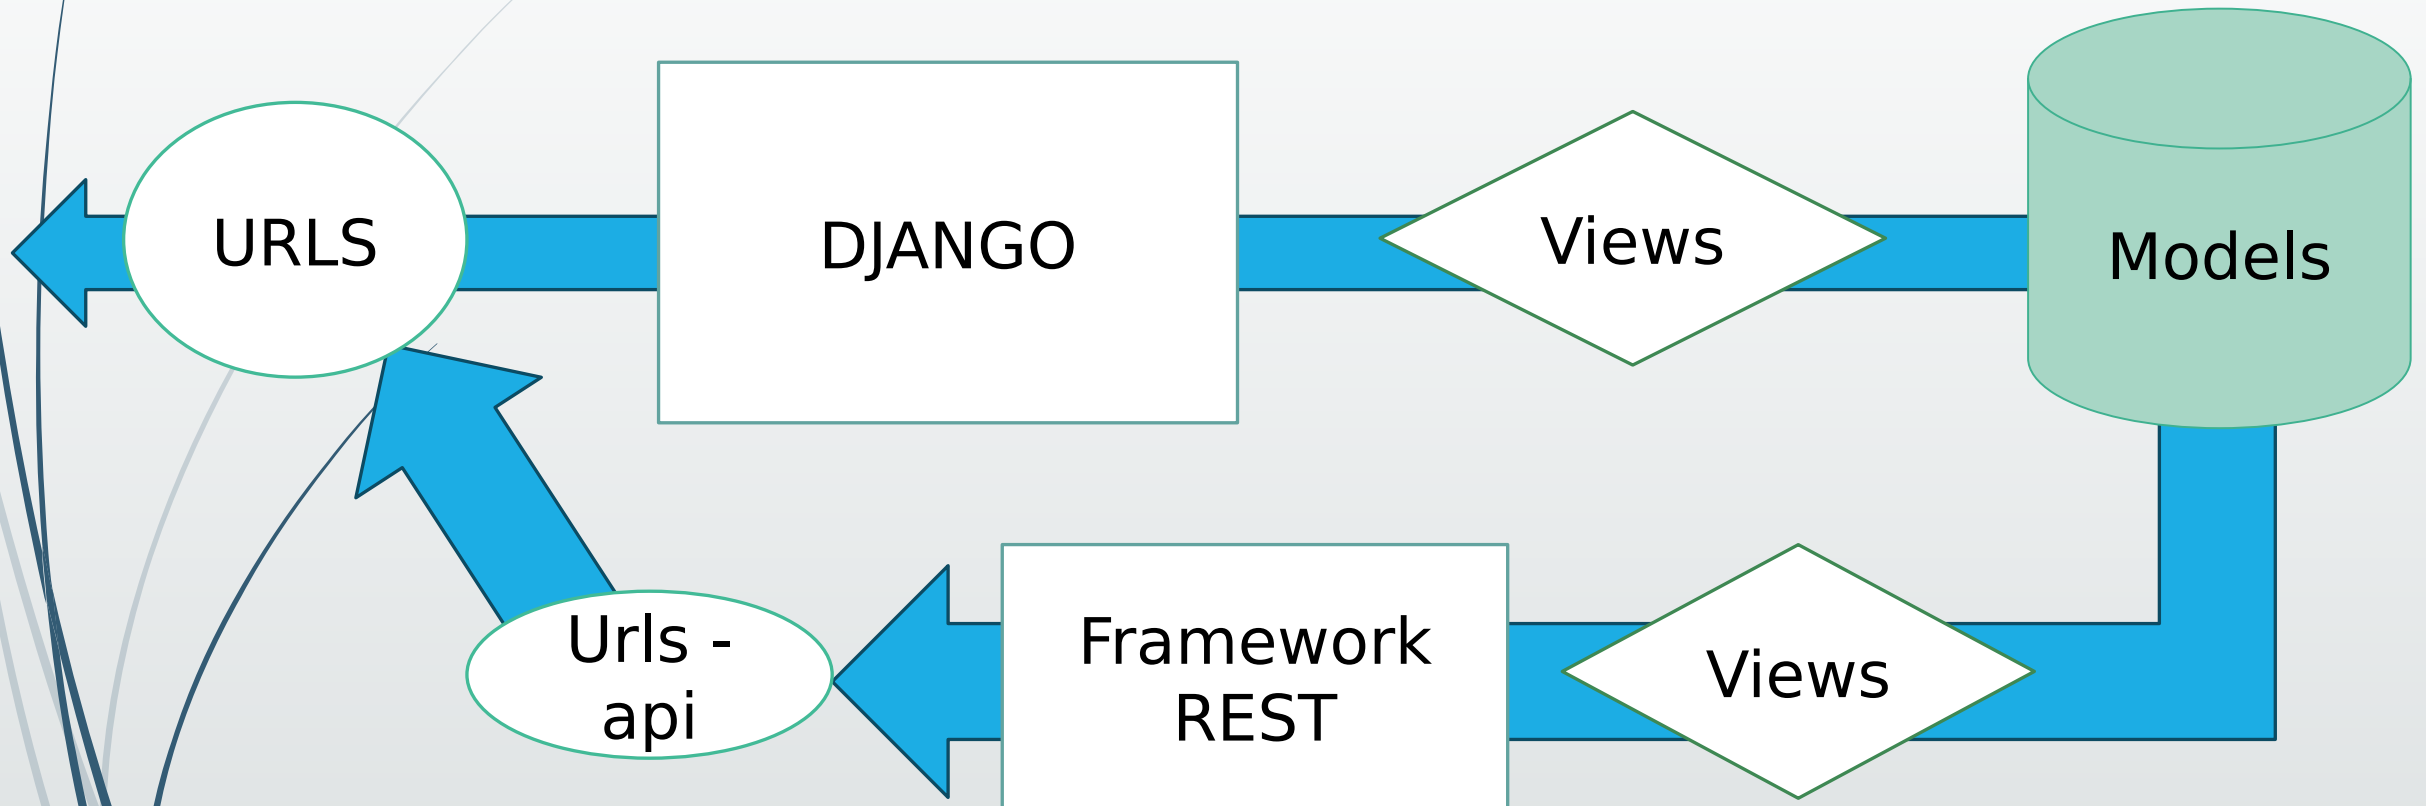 URLS
DJANGO
Views
Models
Urls -
api
Framework
REST
Views